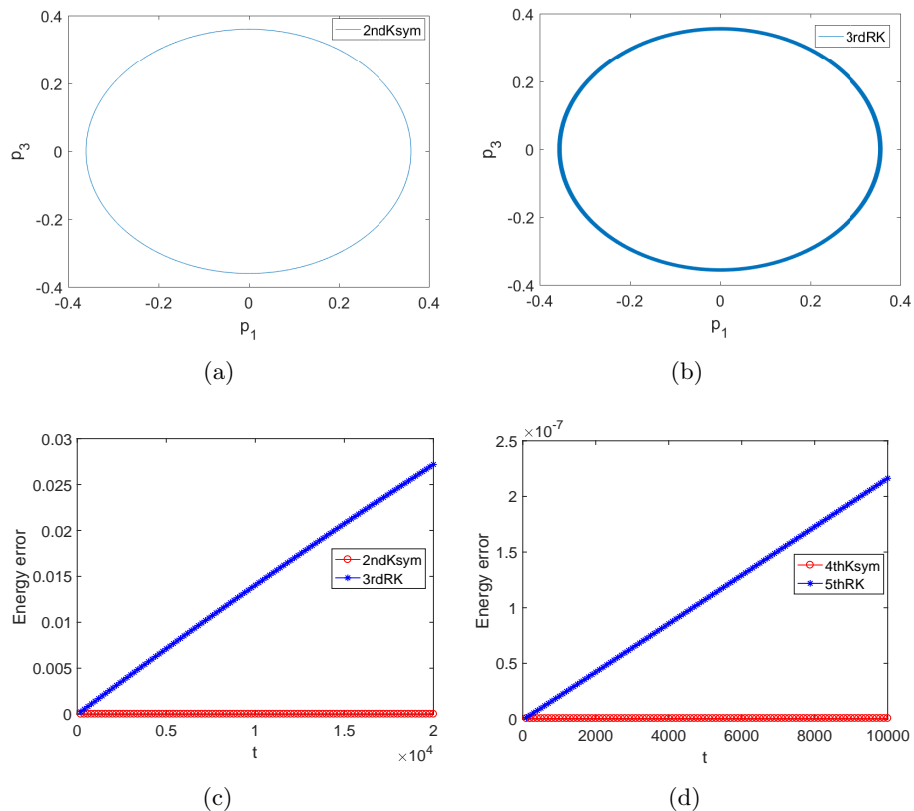 0.4
2ndKsym
0.2
0
-0.2
-0.4
-0.4 -0.2 0 0.2 0.4
p3
p1
(a)
0.4
3rdRK
0.2
0
-0.2
-0.4
-0.4 -0.2 0 0.2 0.4
p3
p1
(b)
0.03
0.025
0.02
0.015
0.01
0.005
0
0 0.5 1 1.5 2
×10^4
Energy error
t
2ndKsym
3rdRK
(c)
×10^-7
2.5
2
1.5
1
0.5
0
0 2000 4000 6000 8000 10000
Energy error
t
4thKsym
5thRK
(d)